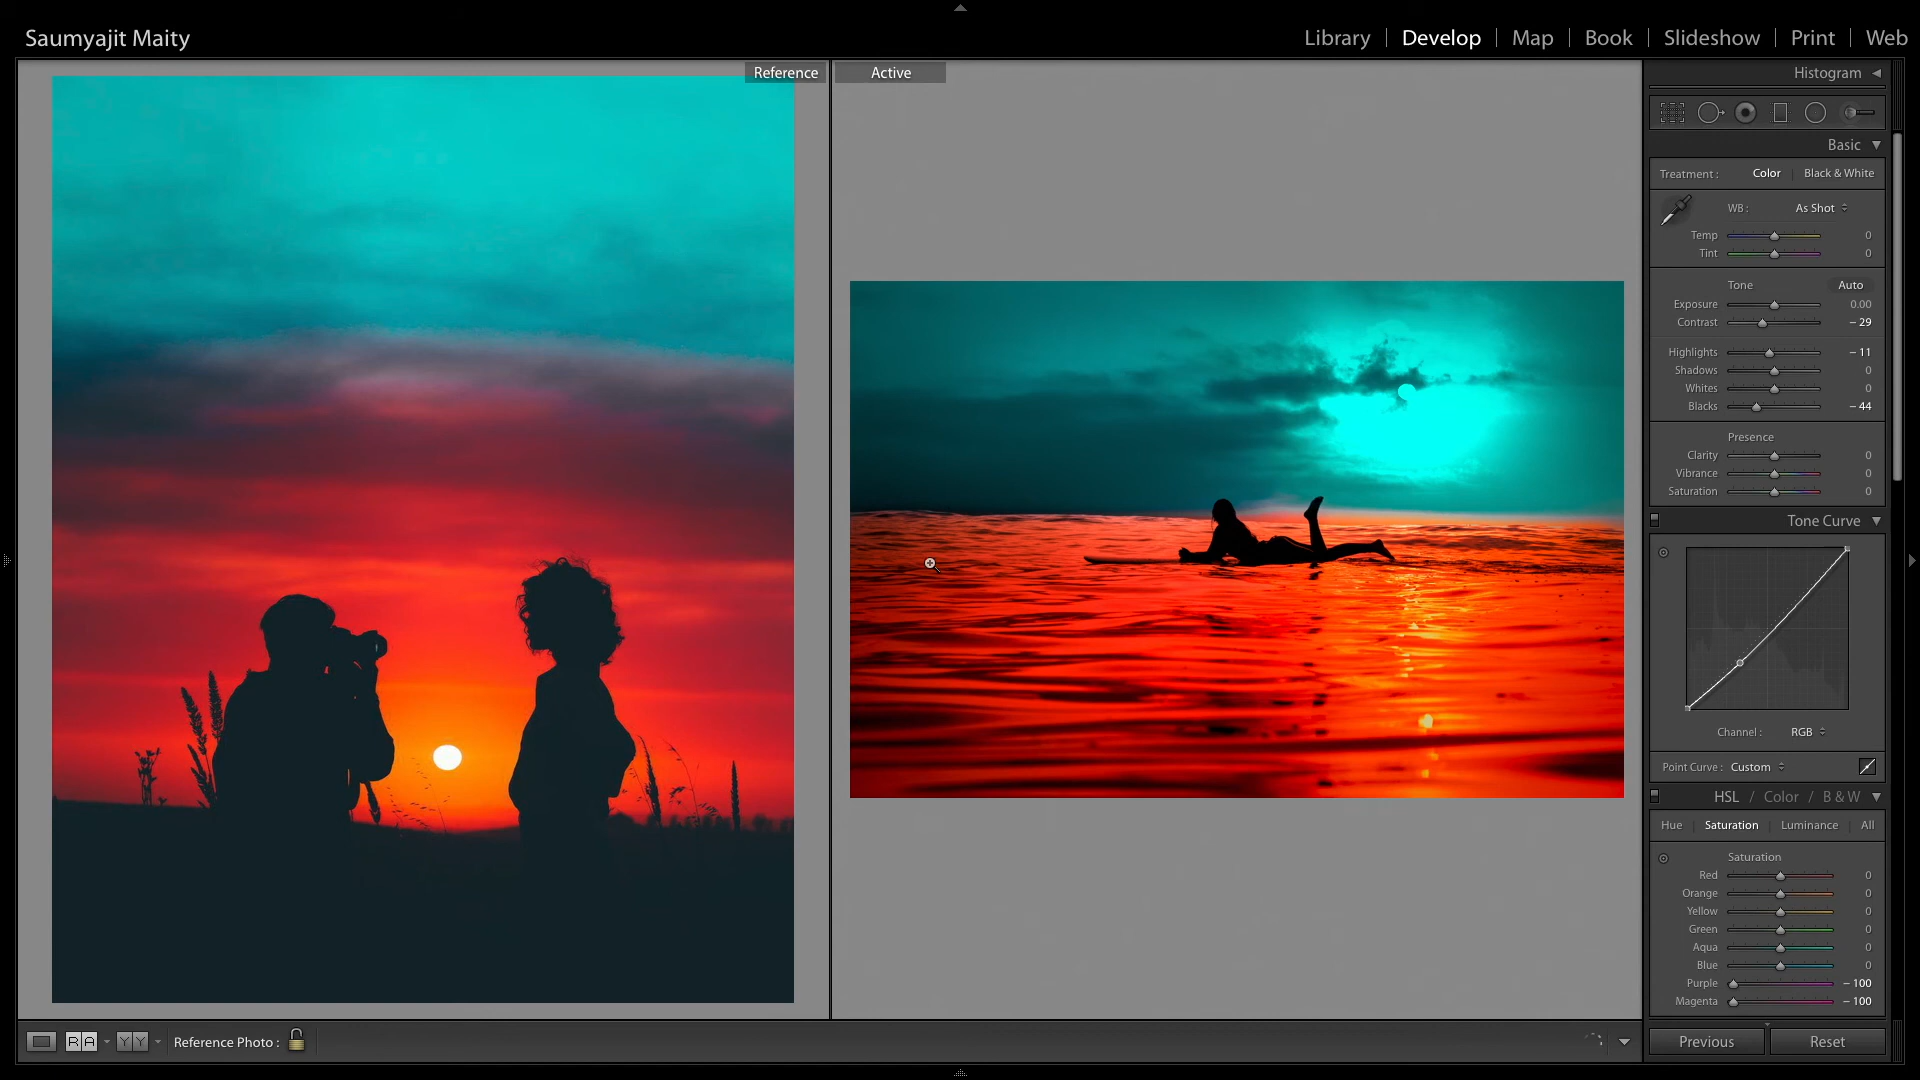 Saumyajit Maity
Library | Develop | Map | Book | Slideshow | Print | Web
Reference
Active
Histogram
Basic
Treatment : Color | Black & White
WB : As Shot
Temp 0
Tint 0
Tone Auto
Exposure 0.00
Contrast – 29
Highlights – 11
Shadows 0
Whites 0
Blacks – 44
Presence
Clarity 0
Vibrance 0
Saturation 0
Tone Curve
Channel : RGB
Point Curve : Custom
HSL / Color / B & W
Hue | Saturation | Luminance | All
Saturation
Red 0
Orange 0
Yellow 0
Green 0
Aqua 0
Blue 0
Purple – 100
Magenta – 100
R A Y Y Reference Photo :
Previous Reset